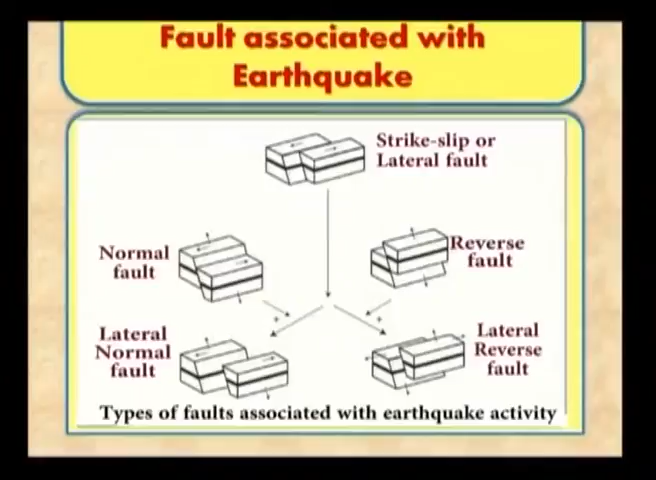 Fault associated with
Earthquake
Strike-slip or
Lateral fault
Normal
fault
Reverse
fault
+
+
Lateral
Normal
fault
Lateral
Reverse
fault
Types of faults associated with earthquake activity